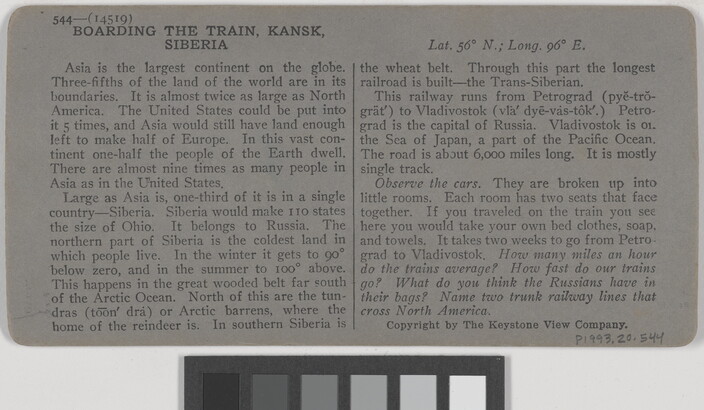 544—(14519)
BOARDING THE TRAIN, KANSK,
SIBERIA
Lat. 56° N.; Long. 96° E.
Asia is the largest continent on the globe.
Three-fifths of the land of the world are in its
boundaries. It is almost twice as large as North
America. The United States could be put into
it 5 times, and Asia would still have land enough
left to make half of Europe. In this vast con-
tinent one-half the people of the Earth dwell.
There are almost nine times as many people in
Asia as in the United States.
Large as Asia is, one-third of it is in a single
country—Siberia. Siberia would make 110 states
the size of Ohio. It belongs to Russia. The
northern part of Siberia is the coldest land in
which people live. In the winter it gets to 90°
below zero, and in the summer to 100° above.
This happens in the great wooded belt far south
of the Arctic Ocean. North of this are the tun-
dras (tōōn′ drá) or Arctic barrens, where the
home of the reindeer is. In southern Siberia is
the wheat belt. Through this part the longest
railroad is built—the Trans-Siberian.
This railway runs from Petrograd (pyĕ-trō-
grät′) to Vladivostok (vlä′ dyē-vás-tôk′.) Petro-
grad is the capital of Russia. Vladivostok is on
the Sea of Japan, a part of the Pacific Ocean.
The road is about 6,000 miles long. It is mostly
single track.
Observe the cars. They are broken up into
little rooms. Each room has two seats that face
together. If you traveled on the train you see
here you would take your own bed clothes, soap,
and towels. It takes two weeks to go from Petro-
grad to Vladivostok. How many miles an hour
do the trains average? How fast do our trains
go? What do you think the Russians have in
their bags? Name two trunk railway lines that
cross North America.
Copyright by The Keystone View Company.
P1993.20.544